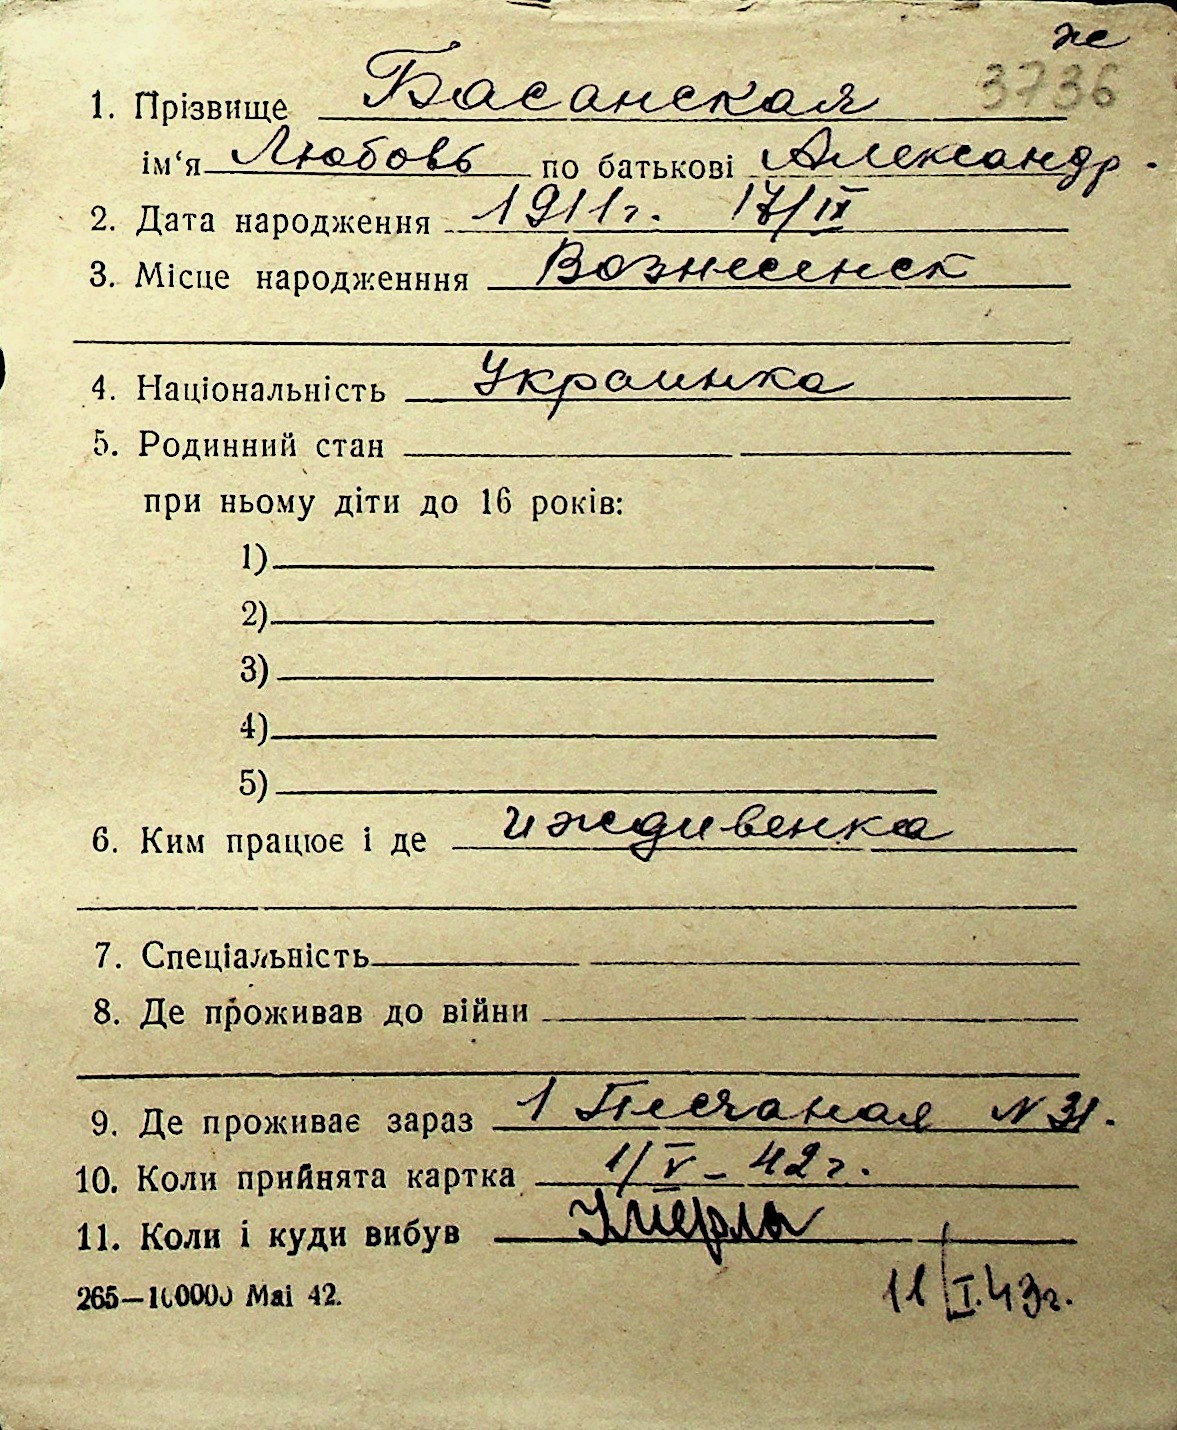 же
3736
1. Прізвище Басанская
ім‘я Любовь по батькові Александр.
2. Дата народження 1911г. 17/IX
3. Місце народженння Вознесенск
4. Національність Украинка
5. Родинний стан
при ньому діти до 16 років:
1)
2)
3)
4)
5)
6. Ким працює і де иждивенка
7. Спеціальність
8. Де проживав до війни
9. Де проживає зараз 1 Песчаная N 31.
10. Коли прийнята картка 1/V – 42г.
11. Коли і куди вибув Умерла
265—100000 Mai 42. 11/I.43г.